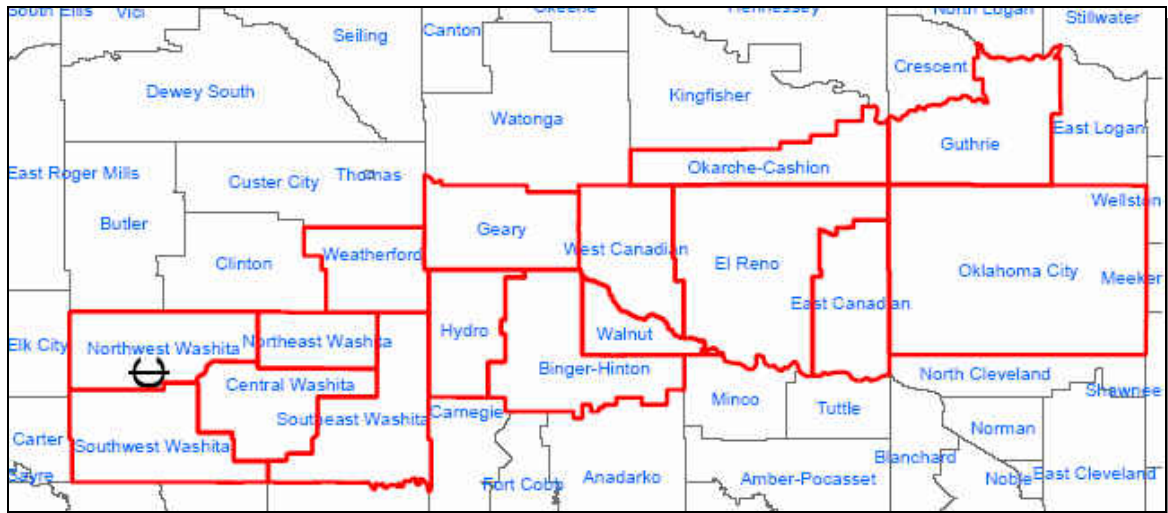 South Ellis
Vici
Seiling
Canton
Okeene
Hennessey
North Logan
Stillwater
Dewey South
Watonga
Kingfisher
Crescent
East Logan
Guthrie
East Roger Mills
Custer City
Thomas
Okarche-Cashion
Wellston
Butler
Geary
Clinton
Weatherford
West Canadian
El Reno
Oklahoma City
Meeker
East Canadian
Elk City
Northwest Washita
Northeast Washita
Hydro
Walnut
Central Washita
Binger-Hinton
North Cleveland
Shawnee
Southeast Washita
Carnegie
Minco
Tuttle
Carter
Southwest Washita
Norman
Blanchard
Sayre
Fort Cobb
Anadarko
Amber-Pocasset
Noble
East Cleveland